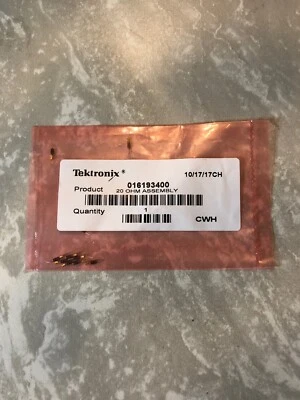 Tektronix® 10/17/17CH
Product 016193400
20 OHM ASSEMBLY
Quantity 1
CWH